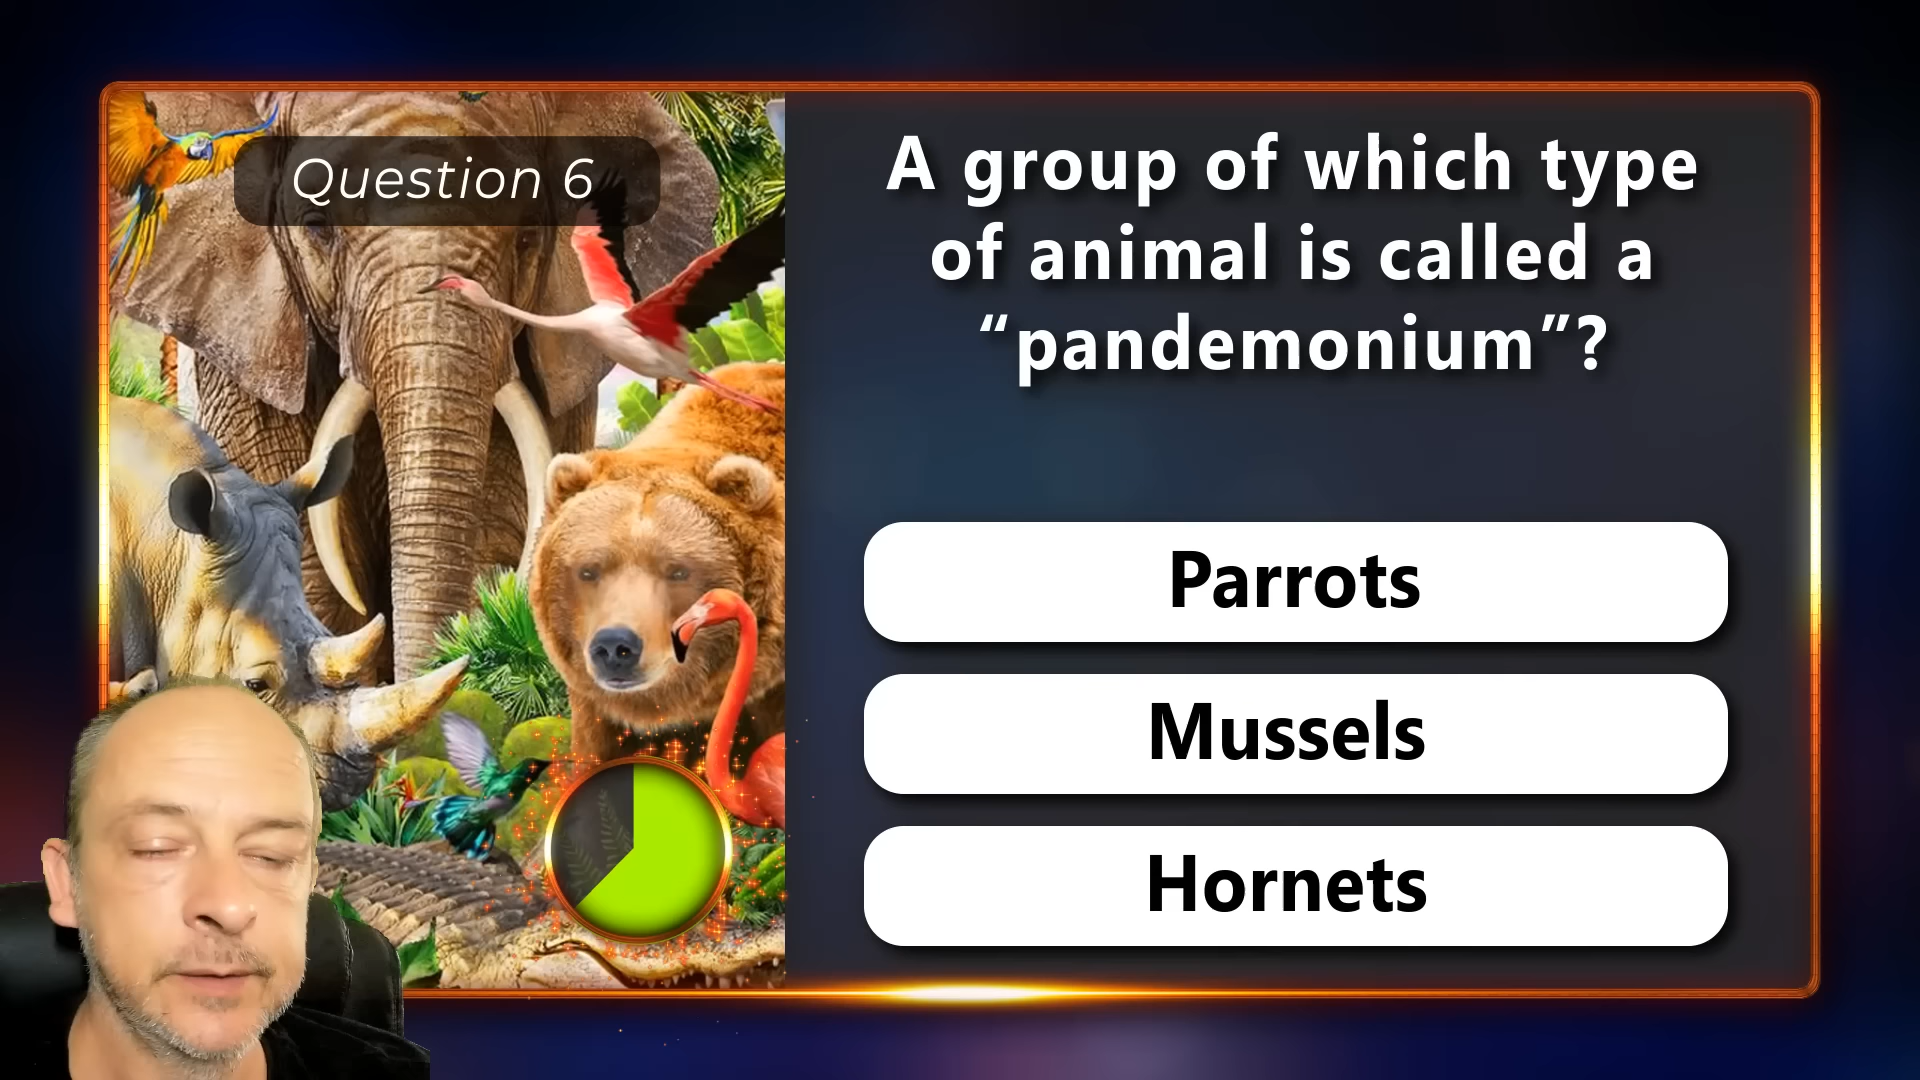 Question 6
A group of which type
of animal is called a
“pandemonium”?
Parrots
Mussels
Hornets